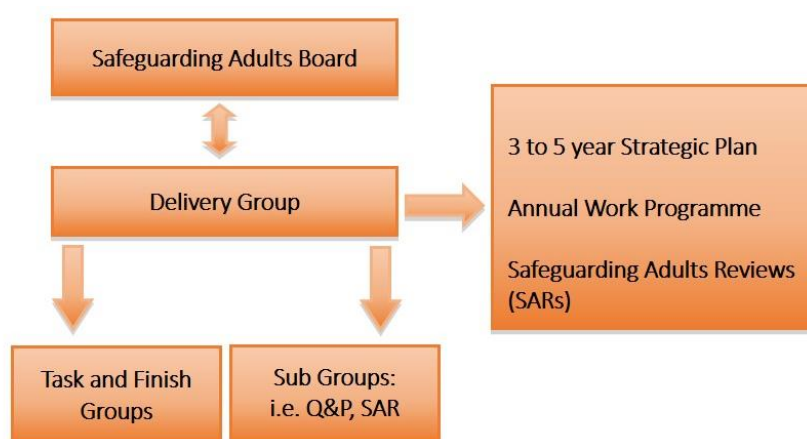 Safeguarding Adults Board
Delivery Group
3 to 5 year Strategic Plan
Annual Work Programme
Safeguarding Adults Reviews
(SARs)
Task and Finish
Groups
Sub Groups:
i.e. Q&P, SAR